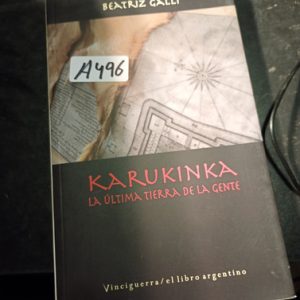 BEATRIZ GALLI
A496
KARUKINKA
LA ÚLTIMA TIERRA DE LA GENTE
Vinciguerra/el libro argentino